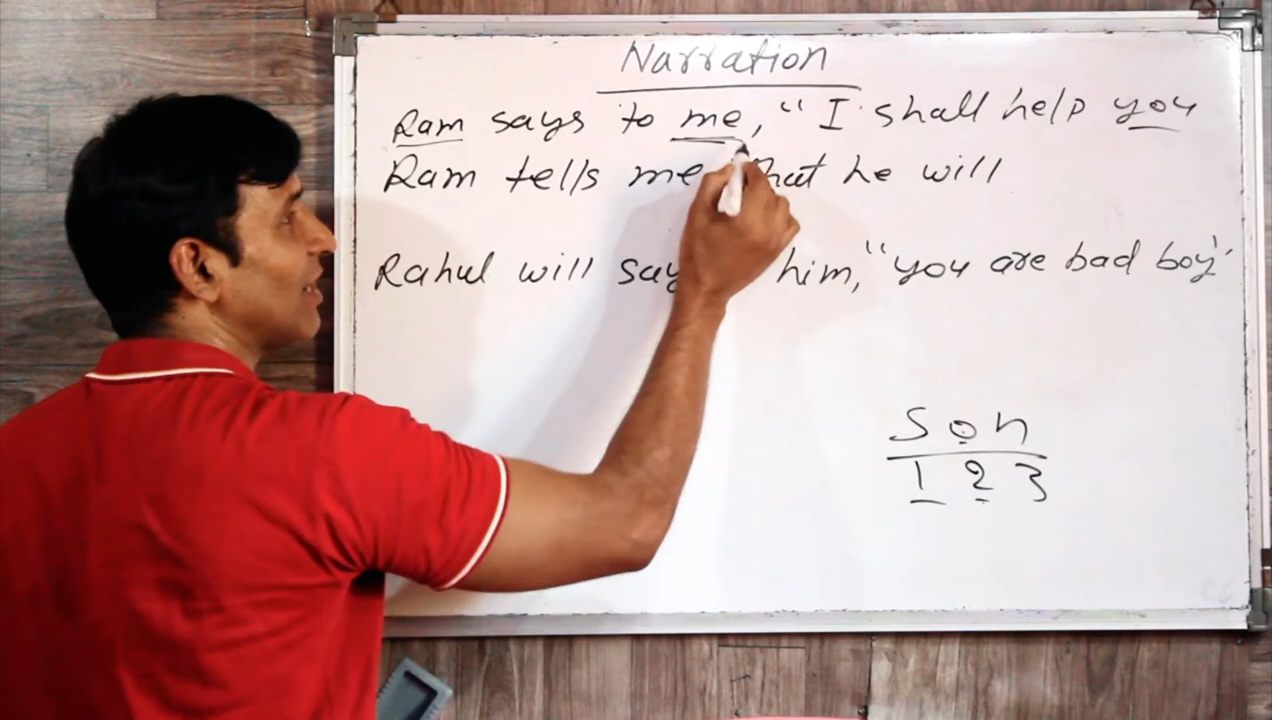 Narration
Ram says to me, "I shall help you
Ram tells me that he will
Rahul will say him, "you are bad boy"
S O N
1 2 3